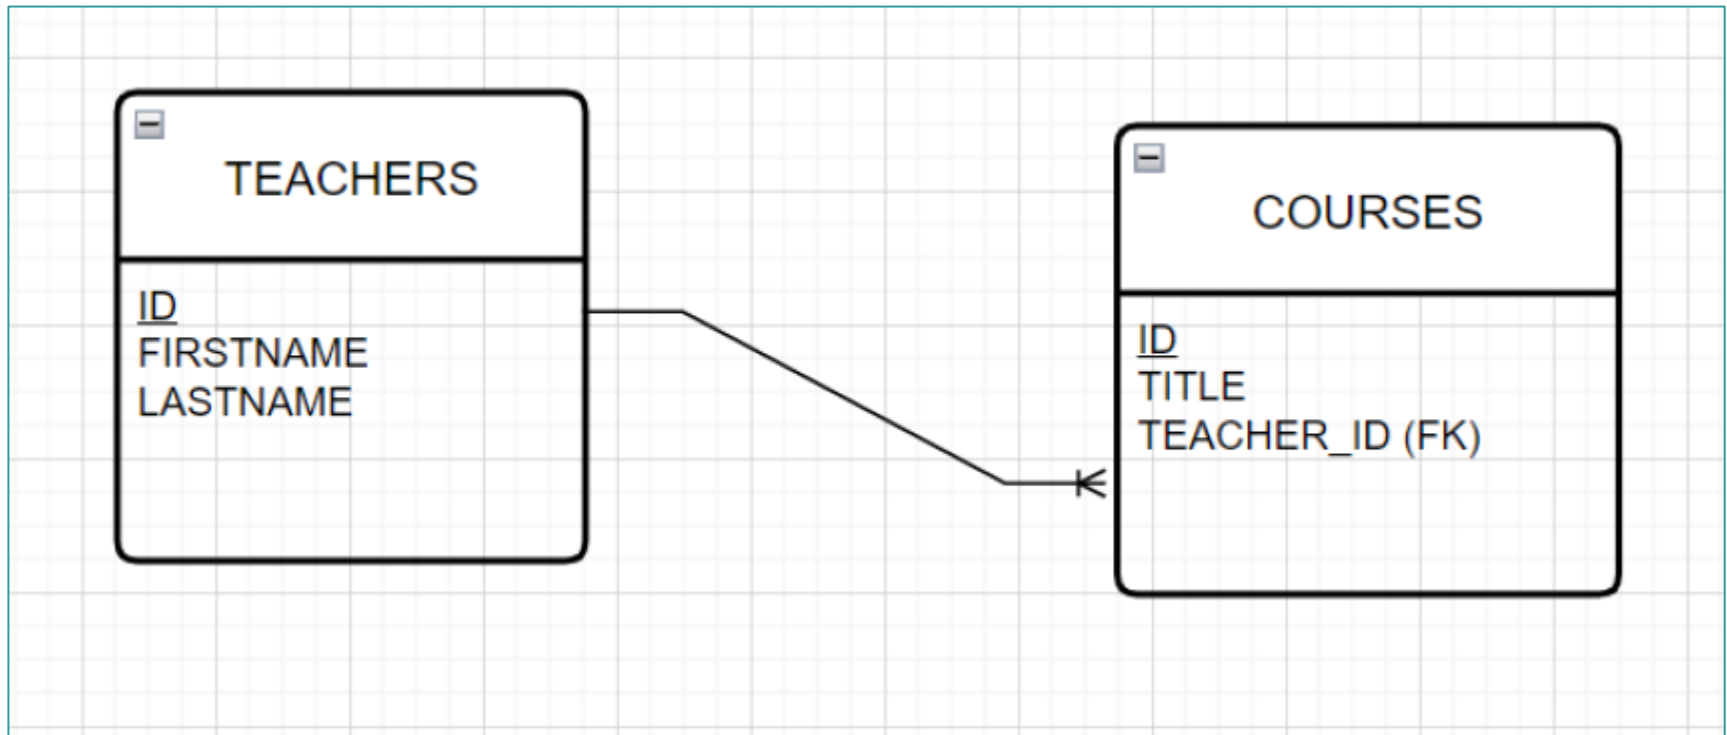 TEACHERS
ID
FIRSTNAME
LASTNAME
COURSES
ID
TITLE
TEACHER_ID (FK)